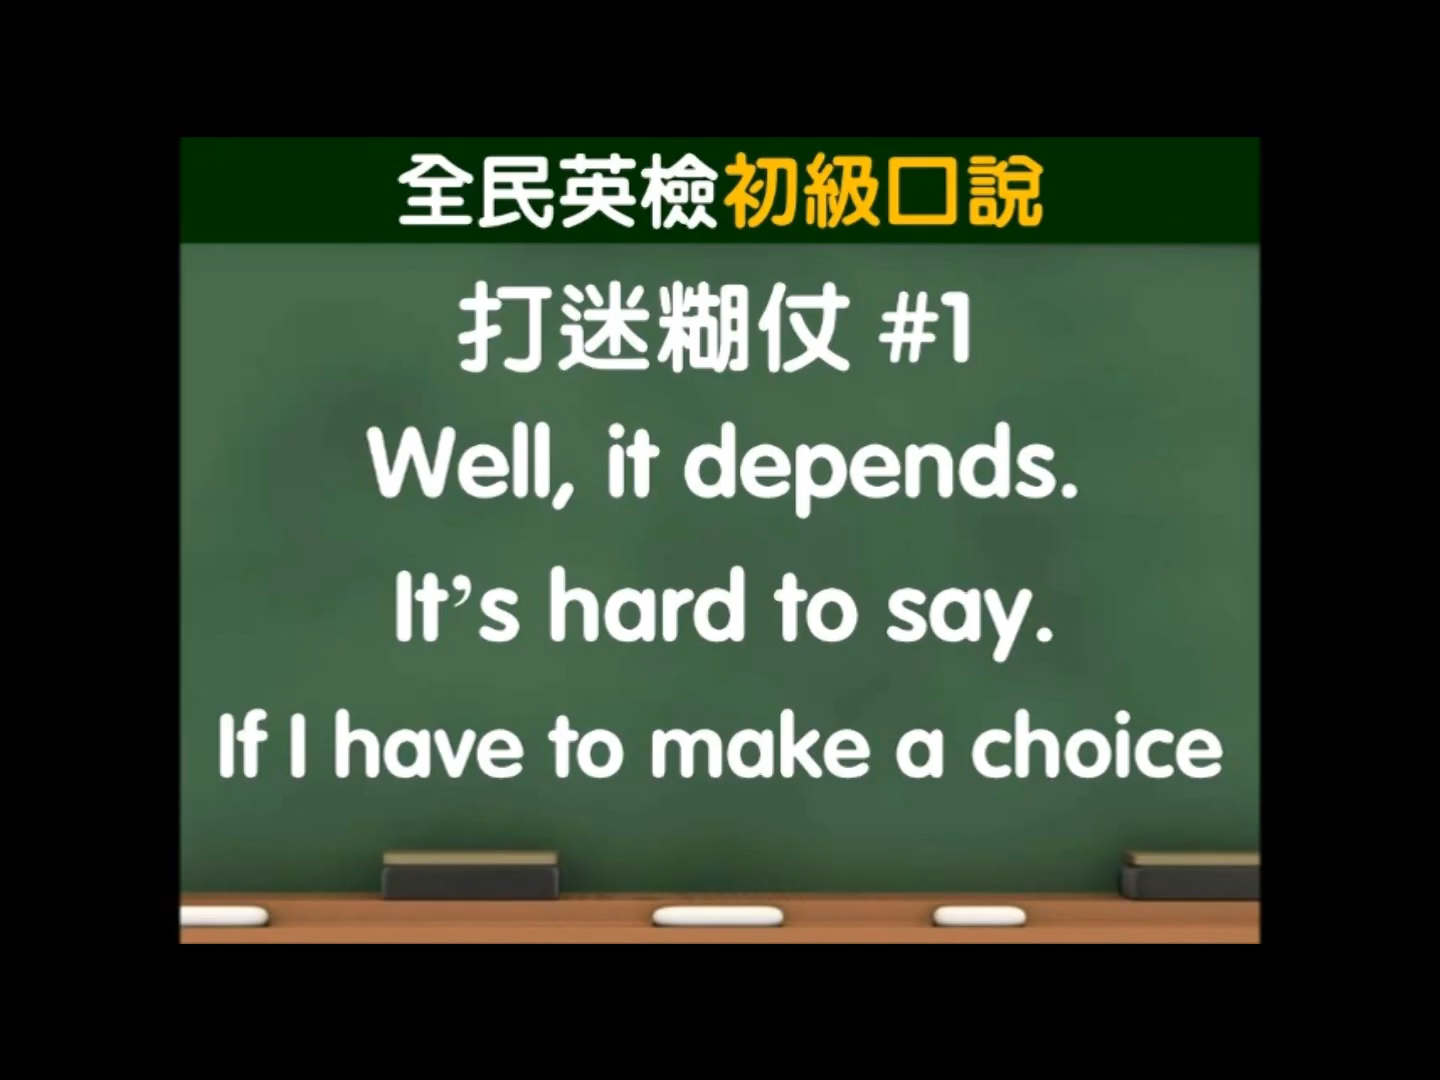 全民英檢初級口說
打迷糊仗 #1
Well, it depends.
It's hard to say.
If I have to make a choice